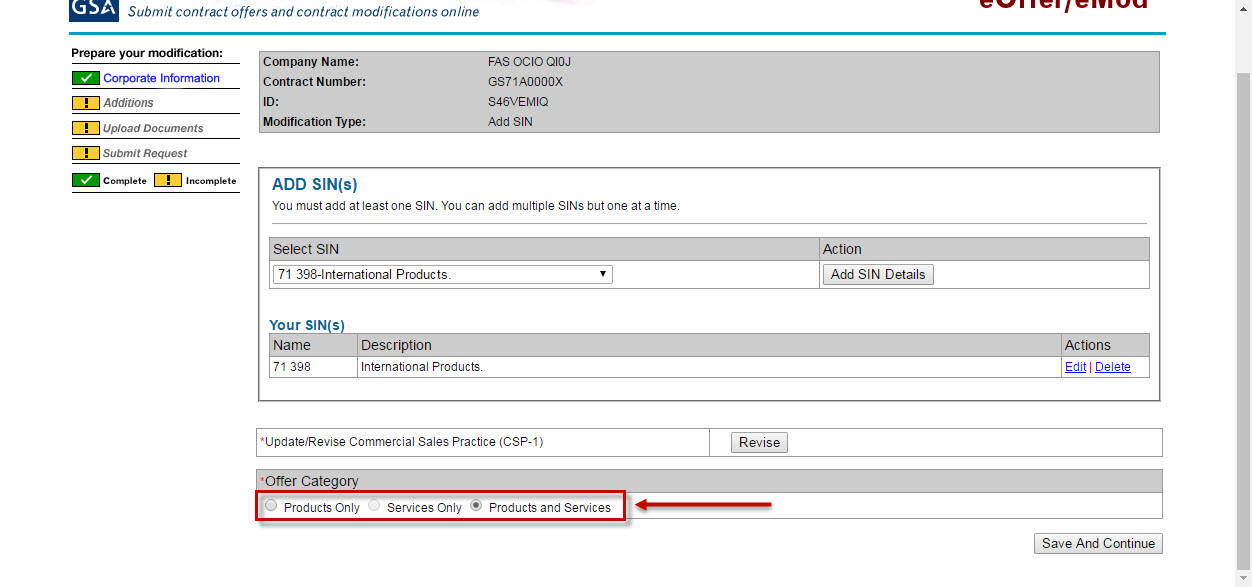 GSA Submit contract offers and contract modifications online
eOffer/eMod
Prepare your modification:
Corporate Information
Additions
Upload Documents
Submit Request
Complete ! Incomplete
Company Name: FAS OCIO QI0J
Contract Number: GS71A0000X
ID: S46VEMIQ
Modification Type: Add SIN
ADD SIN(s)
You must add at least one SIN. You can add multiple SINs but one at a time.
Select SIN Action
71 398-International Products. Add SIN Details
Your SIN(s)
Name Description Actions
71 398 International Products. Edit | Delete
*Update/Revise Commercial Sales Practice (CSP-1) Revise
*Offer Category
Products Only Services Only Products and Services
Save And Continue